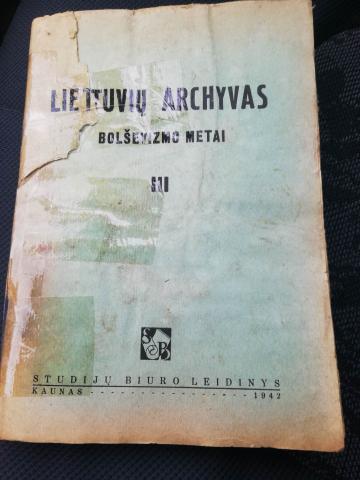 LIETUVIŲ ARCHYVAS
BOLŠEVIZMO METAI
III
S B
STUDIJŲ BIURO LEIDINYS
KAUNAS - - - - - - - - - - - - - - - - - 1942